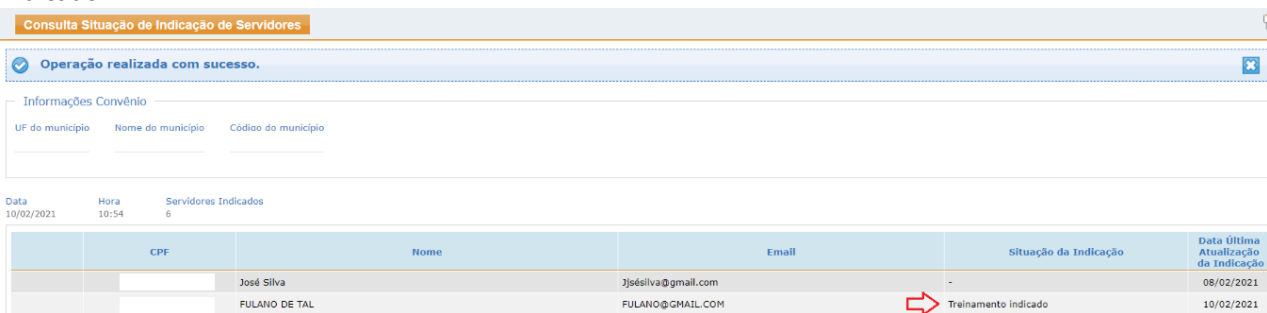 Consulta Situação de Indicação de Servidores
Operação realizada com sucesso.
Informações Convênio
UF do município Nome do município Código do município
Data Hora Servidores Indicados
10/02/2021 10:54 6
CPF Nome Email Situação da Indicação Data Última Atualização da Indicação
José Silva Jjsésilva@gmail.com - 08/02/2021
FULANO DE TAL FULANO@GMAIL.COM Treinamento indicado 10/02/2021